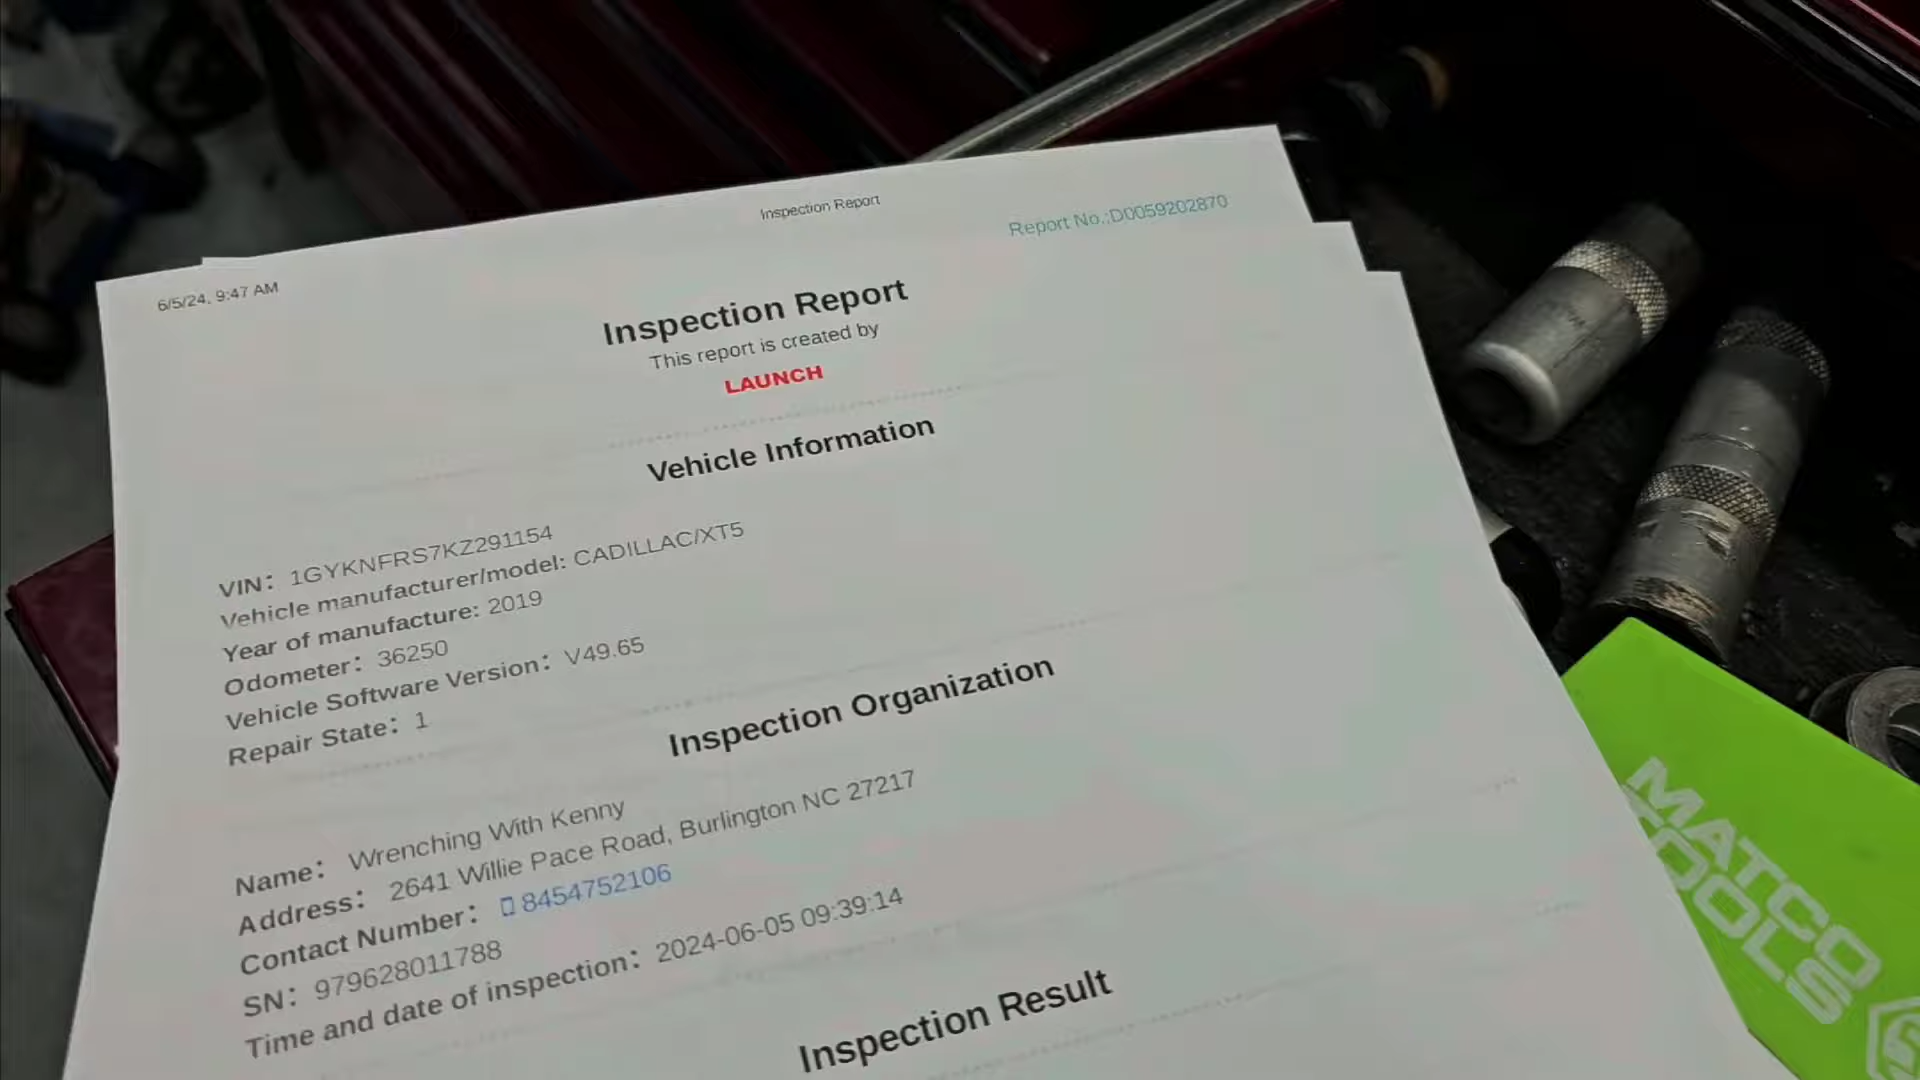 Inspection Report
Report No.:D0059202870
6/5/24, 9:47 AM
Inspection Report
This report is created by
LAUNCH
Vehicle Information
VIN: 1GYKNFRS7KZ291154
Vehicle manufacturer/model: CADILLAC/XT5
Year of manufacture: 2019
Odometer: 36250
Vehicle Software Version: V49.65
Repair State: 1
Inspection Organization
Name: Wrenching With Kenny
Address: 2641 Willie Pace Road, Burlington NC 27217
Contact Number: 8454752106
SN: 979628011788
Time and date of inspection: 2024-06-05 09:39:14
Inspection Result
MATCO
TOOLS